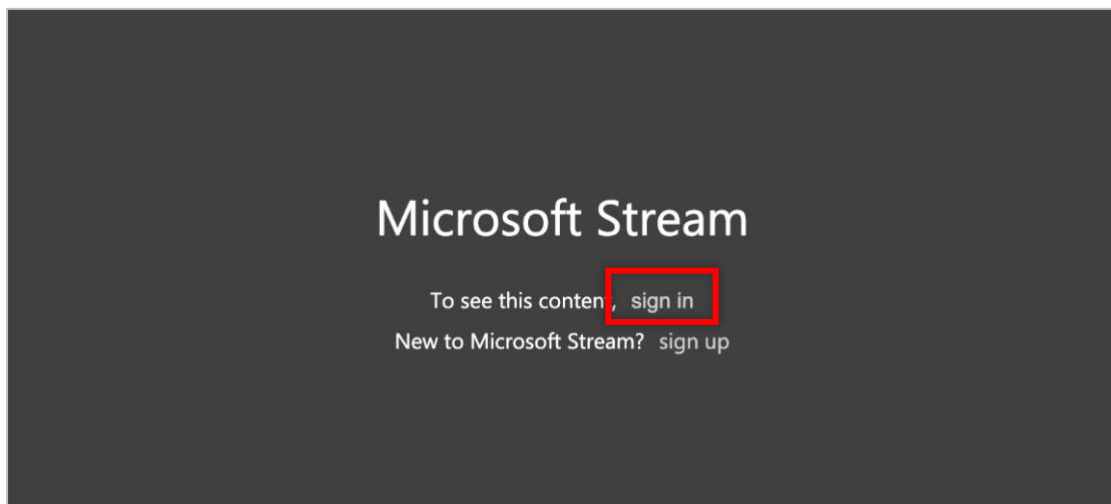 Microsoft Stream
To see this content, sign in
New to Microsoft Stream? sign up